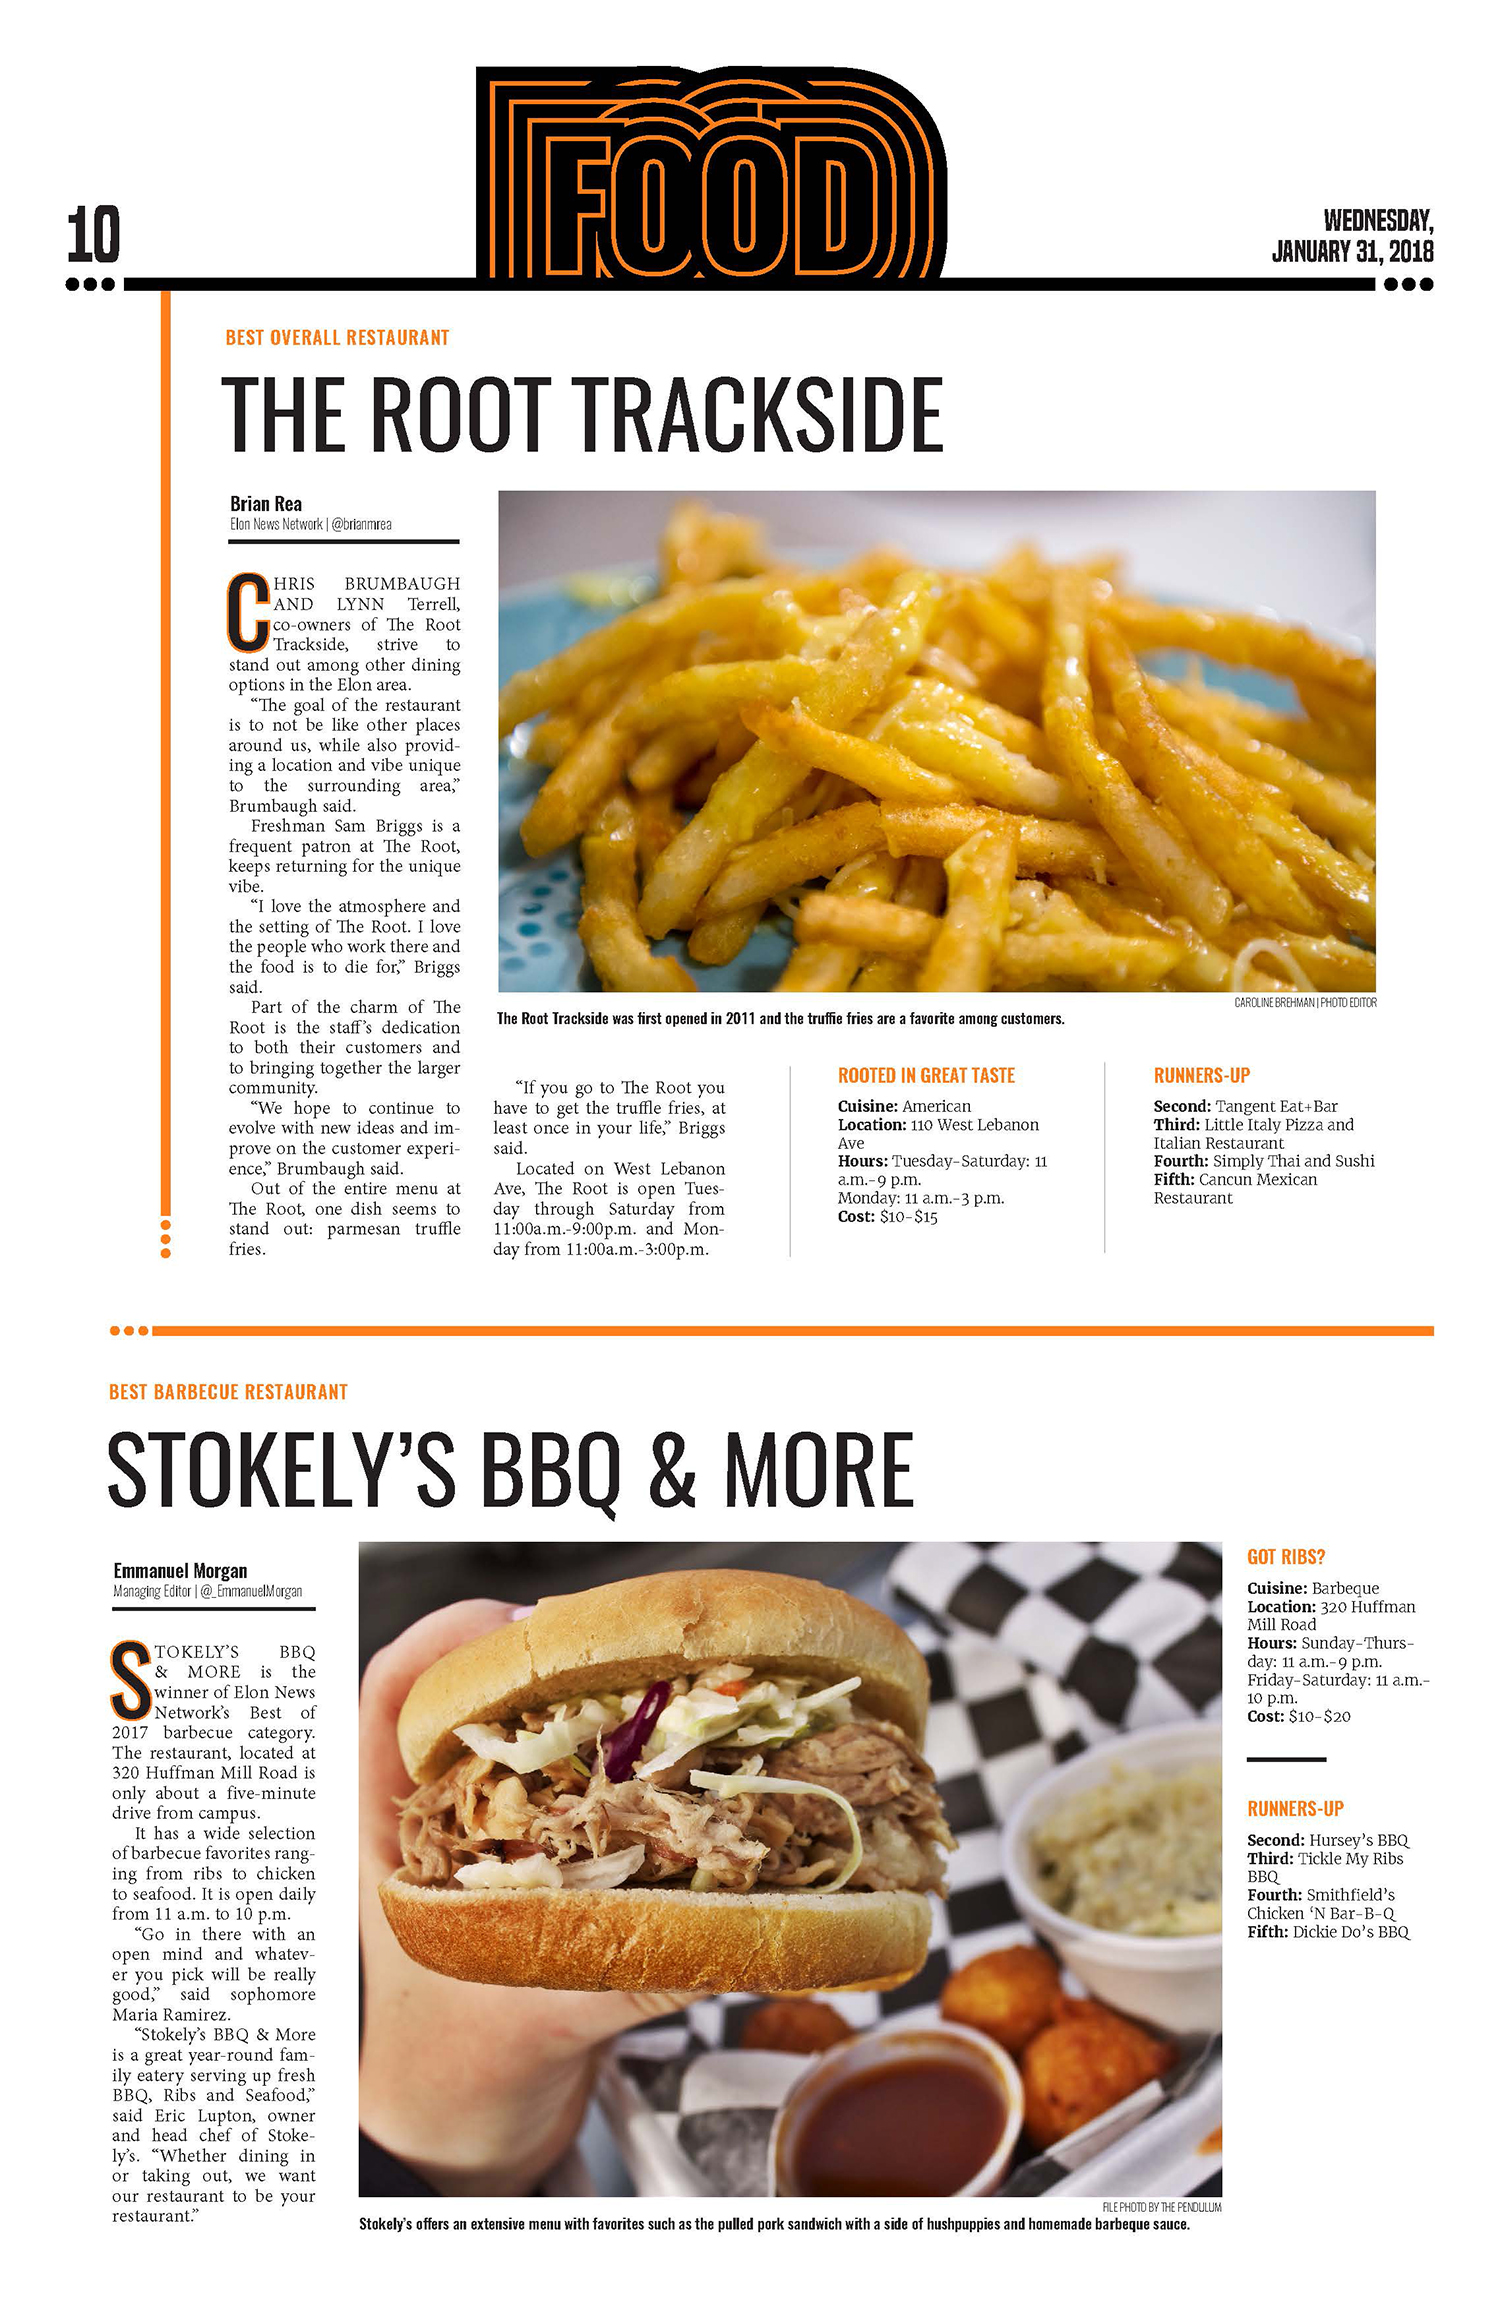 10
FOOD
WEDNESDAY,
JANUARY 31, 2018
BEST OVERALL RESTAURANT
THE ROOT TRACKSIDE
Brian Rea
Elon News Network | @brianmrea
CHRIS BRUMBAUGH
AND LYNN Terrell,
co-owners of The Root
Trackside, strive to
stand out among other dining
options in the Elon area.
“The goal of the restaurant
is to not be like other places
around us, while also provid-
ing a location and vibe unique
to the surrounding area,”
Brumbaugh said.
Freshman Sam Briggs is a
frequent patron at The Root,
keeps returning for the unique
vibe.
“I love the atmosphere and
the setting of The Root. I love
the people who work there and
the food is to die for,” Briggs
said.
Part of the charm of The
Root is the staff’s dedication
to both their customers and
to bringing together the larger
community.
“We hope to continue to
evolve with new ideas and im-
prove on the customer experi-
ence,” Brumbaugh said.
Out of the entire menu at
The Root, one dish seems to
stand out: parmesan truffle
fries.
CAROLINE BREHMAN | PHOTO EDITOR
The Root Trackside was first opened in 2011 and the truffie fries are a favorite among customers.
“If you go to The Root you
have to get the truffle fries, at
least once in your life,” Briggs
said.
Located on West Lebanon
Ave, The Root is open Tues-
day through Saturday from
11:00a.m.-9:00p.m. and Mon-
day from 11:00a.m.-3:00p.m.
ROOTED IN GREAT TASTE
Cuisine: American
Location: 110 West Lebanon
Ave
Hours: Tuesday-Saturday: 11
a.m.-9 p.m.
Monday: 11 a.m.-3 p.m.
Cost: $10-$15
RUNNERS-UP
Second: Tangent Eat+Bar
Third: Little Italy Pizza and
Italian Restaurant
Fourth: Simply Thai and Sushi
Fifth: Cancun Mexican
Restaurant
BEST BARBECUE RESTAURANT
STOKELY’S BBQ & MORE
Emmanuel Morgan
Managing Editor | @_EmmanuelMorgan
STOKELY’S BBQ
& MORE is the
winner of Elon News
Network’s Best of
2017 barbecue category.
The restaurant, located at
320 Huffman Mill Road is
only about a five-minute
drive from campus.
It has a wide selection
of barbecue favorites rang-
ing from ribs to chicken
to seafood. It is open daily
from 11 a.m. to 10 p.m.
“Go in there with an
open mind and whatev-
er you pick will be really
good,” said sophomore
Maria Ramirez.
“Stokely’s BBQ & More
is a great year-round fam-
ily eatery serving up fresh
BBQ, Ribs and Seafood,”
said Eric Lupton, owner
and head chef of Stoke-
ly’s. “Whether dining in
or taking out, we want
our restaurant to be your
restaurant.”
FILE PHOTO BY THE PENDULUM
Stokely’s offers an extensive menu with favorites such as the pulled pork sandwich with a side of hushpuppies and homemade barbeque sauce.
GOT RIBS?
Cuisine: Barbeque
Location: 320 Huffman
Mill Road
Hours: Sunday-Thurs-
day: 11 a.m.-9 p.m.
Friday-Saturday: 11 a.m.-
10 p.m.
Cost: $10-$20
RUNNERS-UP
Second: Hursey’s BBQ
Third: Tickle My Ribs
BBQ
Fourth: Smithfield’s
Chicken ‘N Bar-B-Q
Fifth: Dickie Do’s BBQ